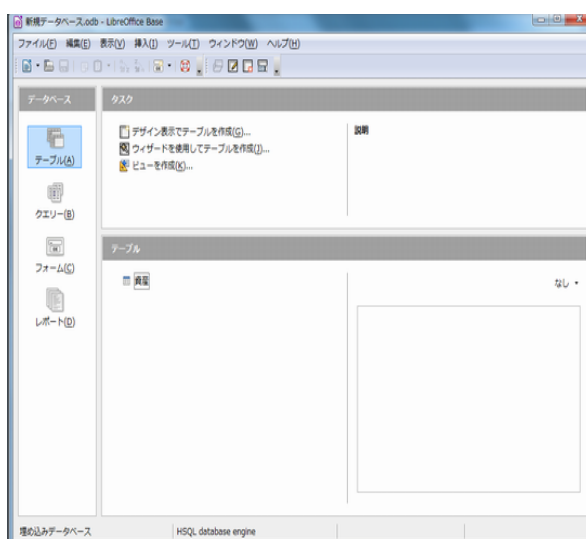 新規データベース.odb - LibreOffice Base
ファイル(F) 編集(E) 表示(V) 挿入(I) ツール(T) ウィンドウ(W) ヘルプ(H)
データベース
タスク
テーブル(A)
クエリー(B)
フォーム(C)
レポート(D)
デザイン表示でテーブルを作成(G)...
ウィザードを使用してテーブルを作成(J)...
ビューを作成(K)...
説明
テーブル
資産
なし
埋め込みデータベース
HSQL database engine